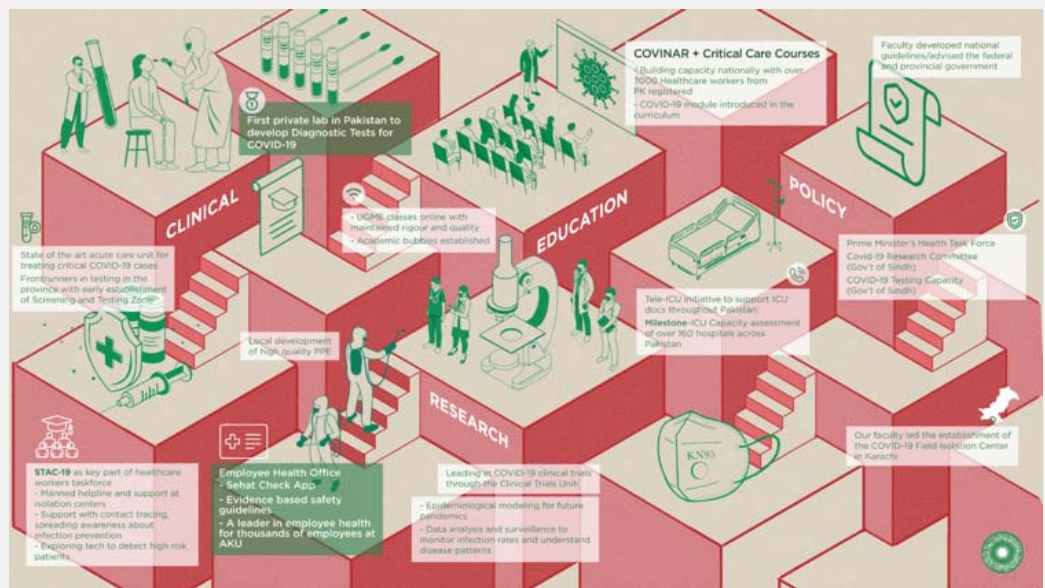 COVINAR + Critical Care Courses
- Building capacity nationally with over
7000 Healthcare workers from
PK registered
- COVID-19 module introduced in the
curriculum
Faculty developed national
guidelines/advised the federal
and provincial government
First private lab in Pakistan to
develop Diagnostic Tests for
COVID-19
CLINICAL
EDUCATION
POLICY
- UGME classes online with
maintained rigour and quality
- Academic bubbles established
State of the art acute care unit for
treating critical COVID-19 cases
Frontrunners in testing in the
province with early establishment
of Screening and Testing Zone
Prime Minister's Health Task Force
Covid-19 Research Committee
(Gov't of Sindh)
COVID-19 Testing Capacity
(Gov't of Sindh)
Tele-ICU initiative to support ICU
docs throughout Pakistan:
Milestone-ICU Capacity assessment
of over 160 hospitals across
Pakistan
Local development
of high quality PPE
RESEARCH
KN95
Our faculty led the establishment of
the COVID-19 Field Isolation Center
in Karachi
STAC-19 as key part of healthcare
workers taskforce
- Manned helpline and support at
isolation centers
- Support with contact tracing,
spreading awareness about
infection prevention
- Exploring tech to detect high risk
patients
Employee Health Office
- Sehat Check App
- Evidence based safety
guidelines
- A leader in employee health
for thousands of employees at
AKU
Leading in COVID-19 clinical trials
through the Clinical Trials Unit
- Epidemiological modeling for future
pandemics
- Data analysis and surveillance to
monitor infection rates and understand
disease patterns